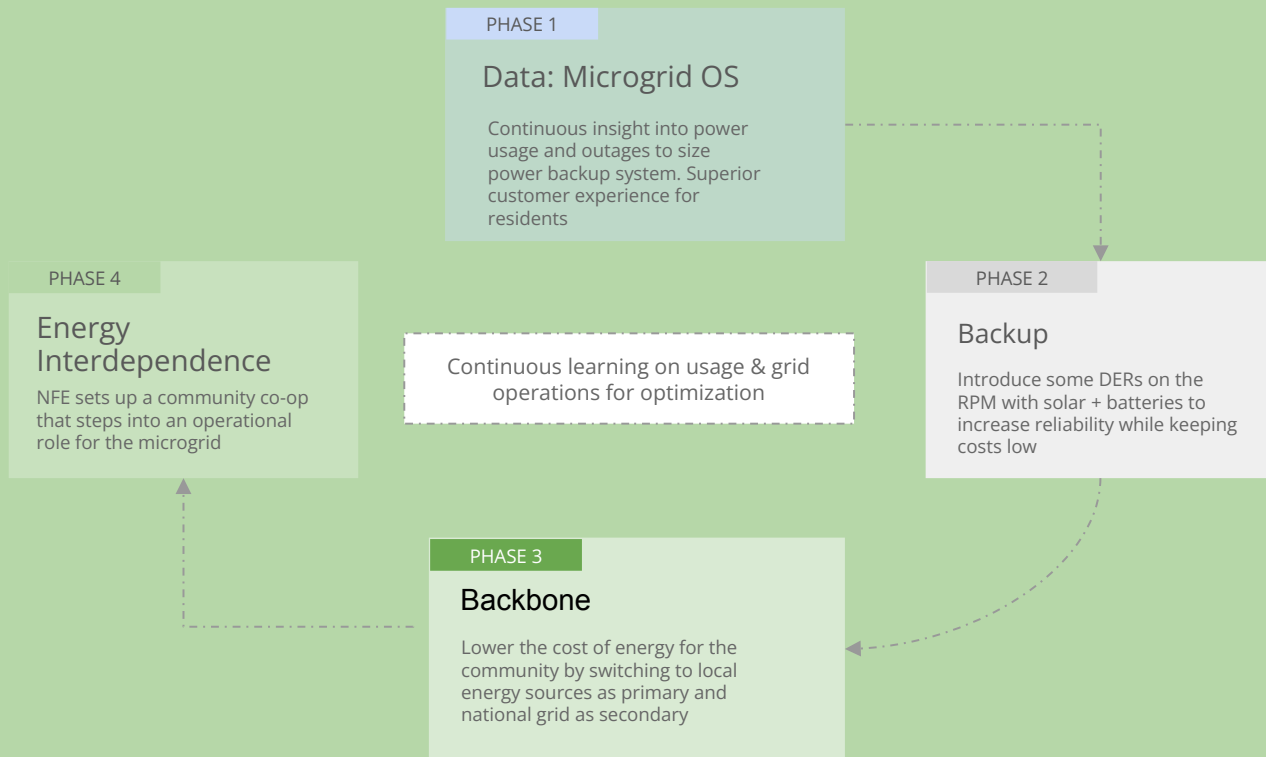 PHASE 1
Data: Microgrid OS
Continuous insight into power
usage and outages to size
power backup system. Superior
customer experience for
residents
PHASE 2
Backup
Introduce some DERs on the
RPM with solar + batteries to
increase reliability while keeping
costs low
PHASE 3
Backbone
Lower the cost of energy for the
community by switching to local
energy sources as primary and
national grid as secondary
PHASE 4
Energy
Interdependence
NFE sets up a community co-op
that steps into an operational
role for the microgrid
Continuous learning on usage & grid
operations for optimization